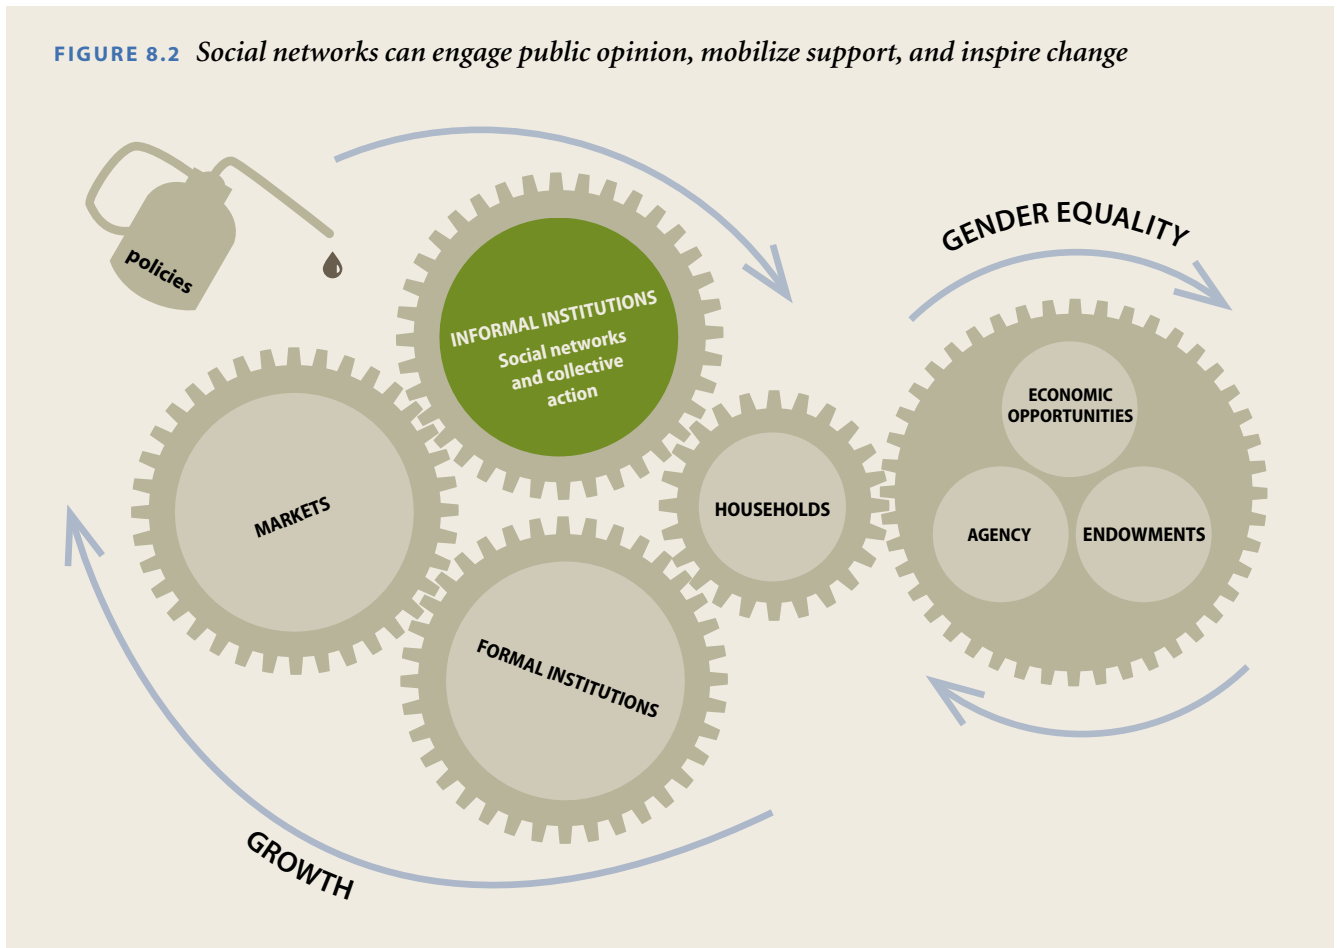 FIGURE 8.2 Social networks can engage public opinion, mobilize support, and inspire change
policies
INFORMAL INSTITUTIONS
Social networks
and collective
action
GENDER EQUALITY
ECONOMIC
OPPORTUNITIES
MARKETS
HOUSEHOLDS
AGENCY
ENDOWMENTS
FORMAL INSTITUTIONS
GROWTH